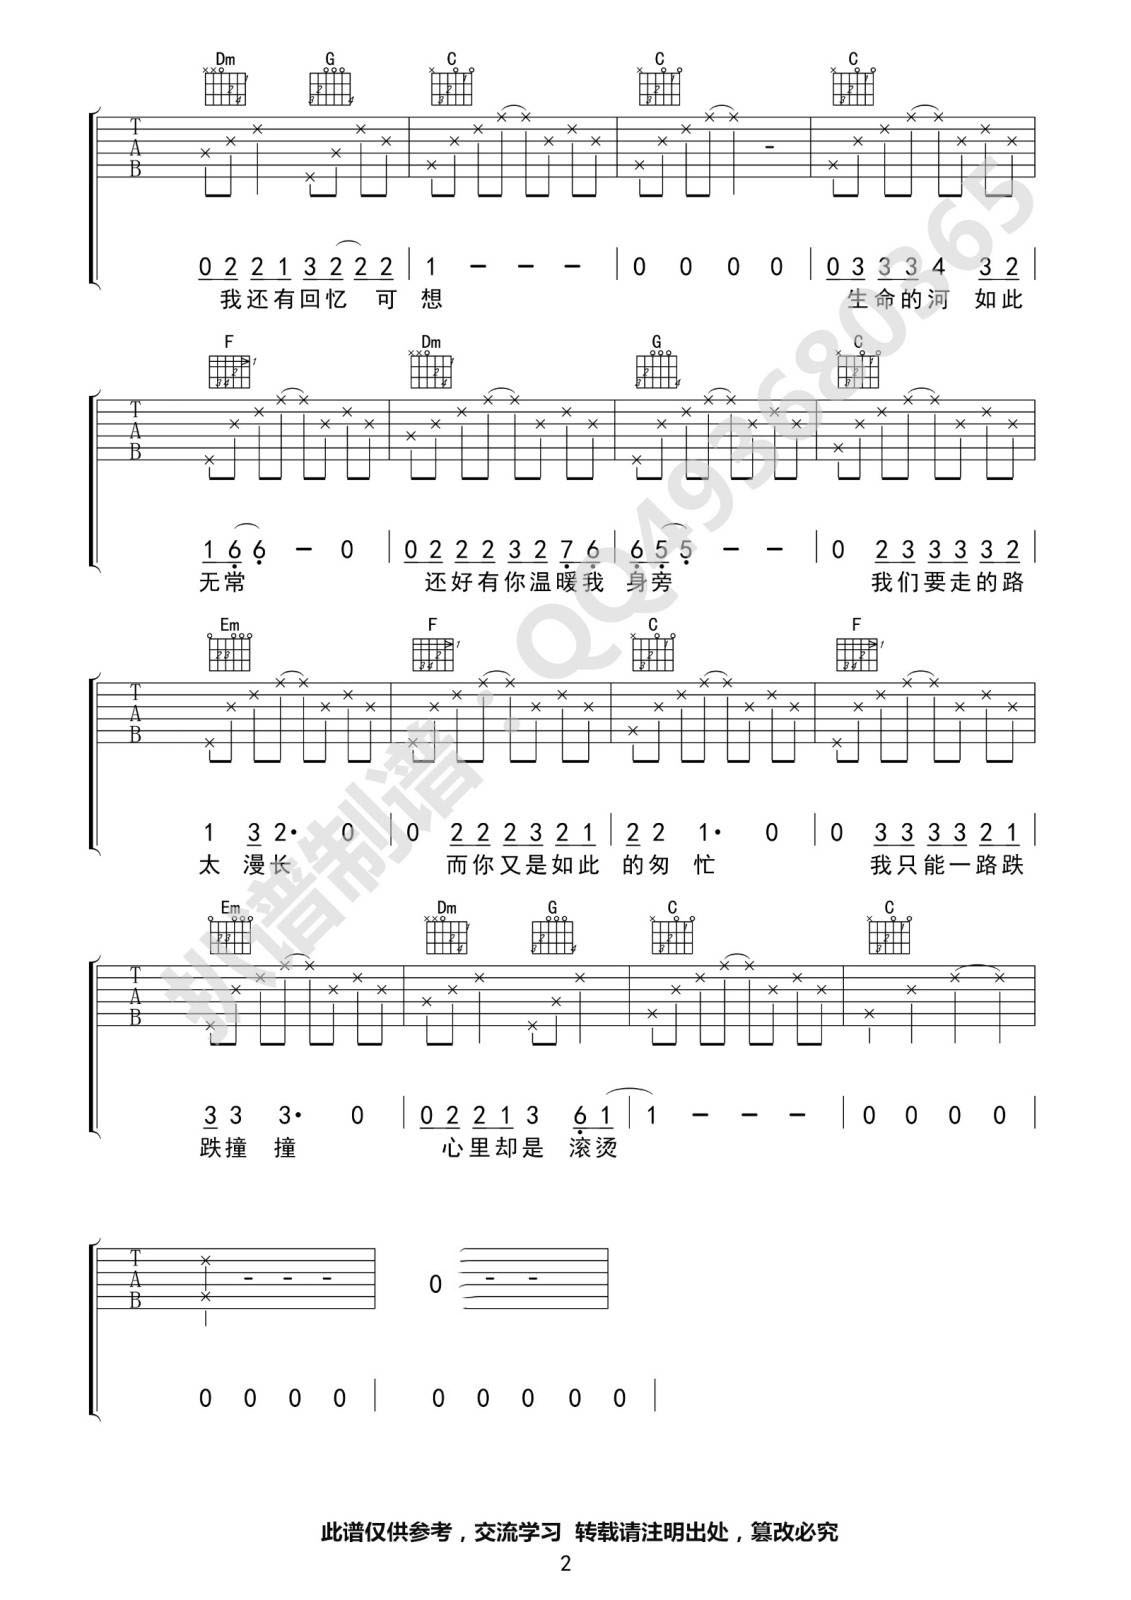 Dm G C C C
T
A
B
0 2 2 1 3 2 2 2 | 1 - - - | 0 0 0 0 | 0 3 3 3 4 3 2 |
我还有回忆 可 想 生命的河 如此
F Dm G C
T
A
B
1 6 6 - 0 | 0 2 2 2 3 2 7 6 | 6 5 5 - - | 0 2 3 3 3 3 2 |
无常 还好有你温暖我 身旁 我们要走的路
Em F C F
T
A
B
1 3 2· 0 | 0 2 2 2 3 2 1 | 2 2 1· 0 | 0 3 3 3 3 2 1 |
太 漫长 而你又是如此 的匆 忙 我只能一路跌
Em Dm G C C
T
A
B
3 3 3· 0 | 0 2 2 1 3 6 1 | 1 - - - | 0 0 0 0 |
跌撞 撞 心里却是 滚烫
T
A
B
- - - 0 - -
0 0 0 0 | 0 0 0 0 0 |
扒谱制谱：QQ493680365
此谱仅供参考，交流学习 转载请注明出处，篡改必究
2